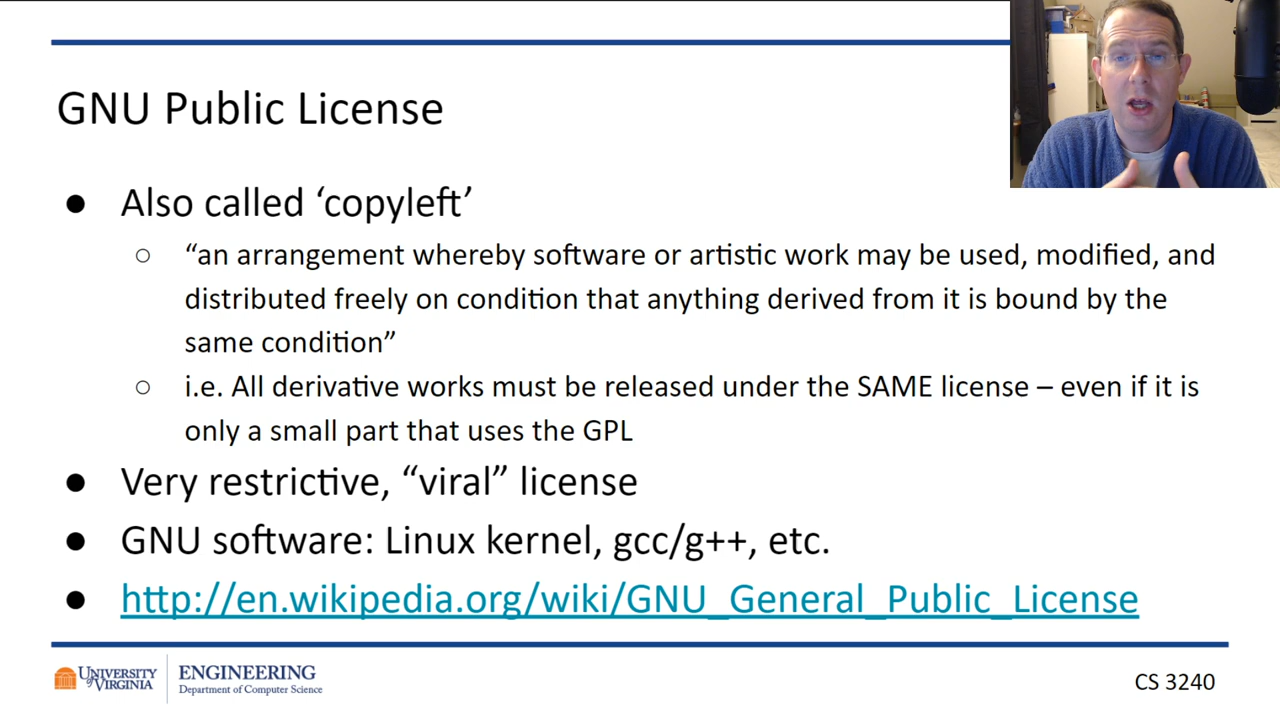 GNU Public License
● Also called ‘copyleft’
○ “an arrangement whereby software or artistic work may be used, modified, and
distributed freely on condition that anything derived from it is bound by the
same condition”
○ i.e. All derivative works must be released under the SAME license – even if it is
only a small part that uses the GPL
● Very restrictive, “viral” license
● GNU software: Linux kernel, gcc/g++, etc.
● http://en.wikipedia.org/wiki/GNU_General_Public_License
UNIVERSITY
of VIRGINIA
ENGINEERING
Department of Computer Science
CS 3240